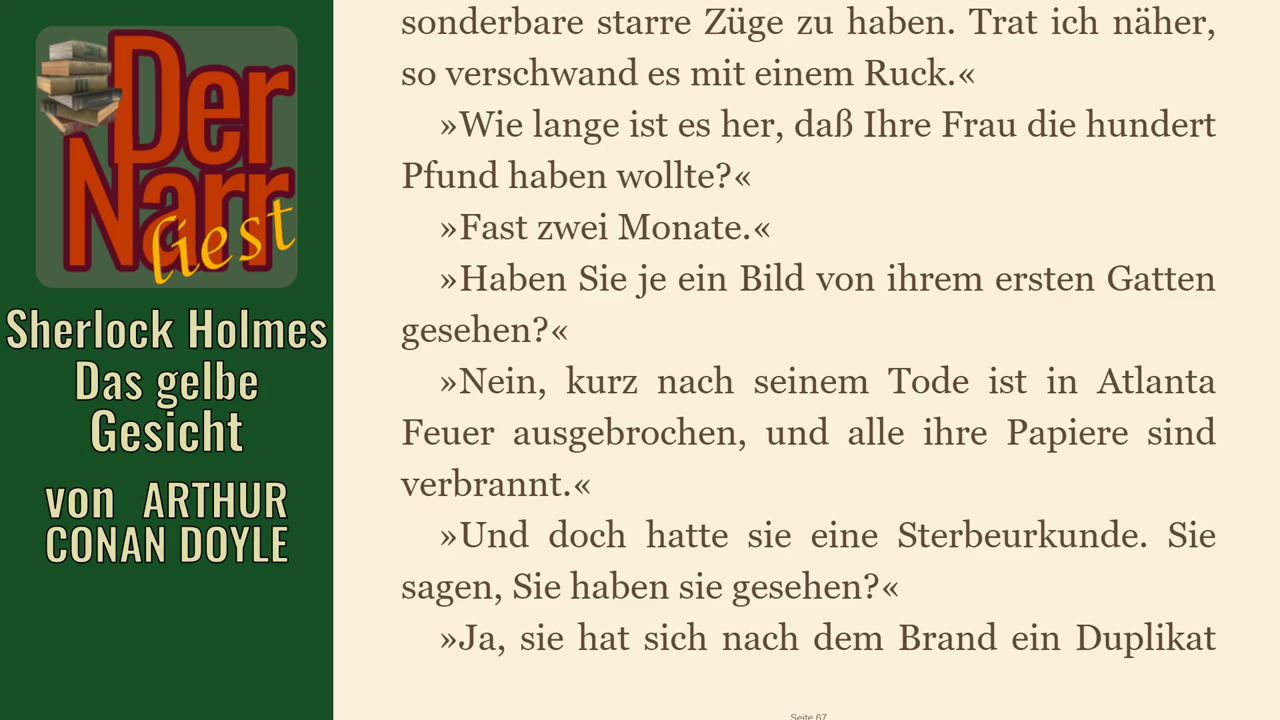 Der
Narr
liest
Sherlock Holmes
Das gelbe
Gesicht
von ARTHUR
CONAN DOYLE
sonderbare starre Züge zu haben. Trat ich näher,
so verschwand es mit einem Ruck.«
»Wie lange ist es her, daß Ihre Frau die hundert
Pfund haben wollte?«
»Fast zwei Monate.«
»Haben Sie je ein Bild von ihrem ersten Gatten
gesehen?«
»Nein, kurz nach seinem Tode ist in Atlanta
Feuer ausgebrochen, und alle ihre Papiere sind
verbrannt.«
»Und doch hatte sie eine Sterbeurkunde. Sie
sagen, Sie haben sie gesehen?«
»Ja, sie hat sich nach dem Brand ein Duplikat
Seite 67